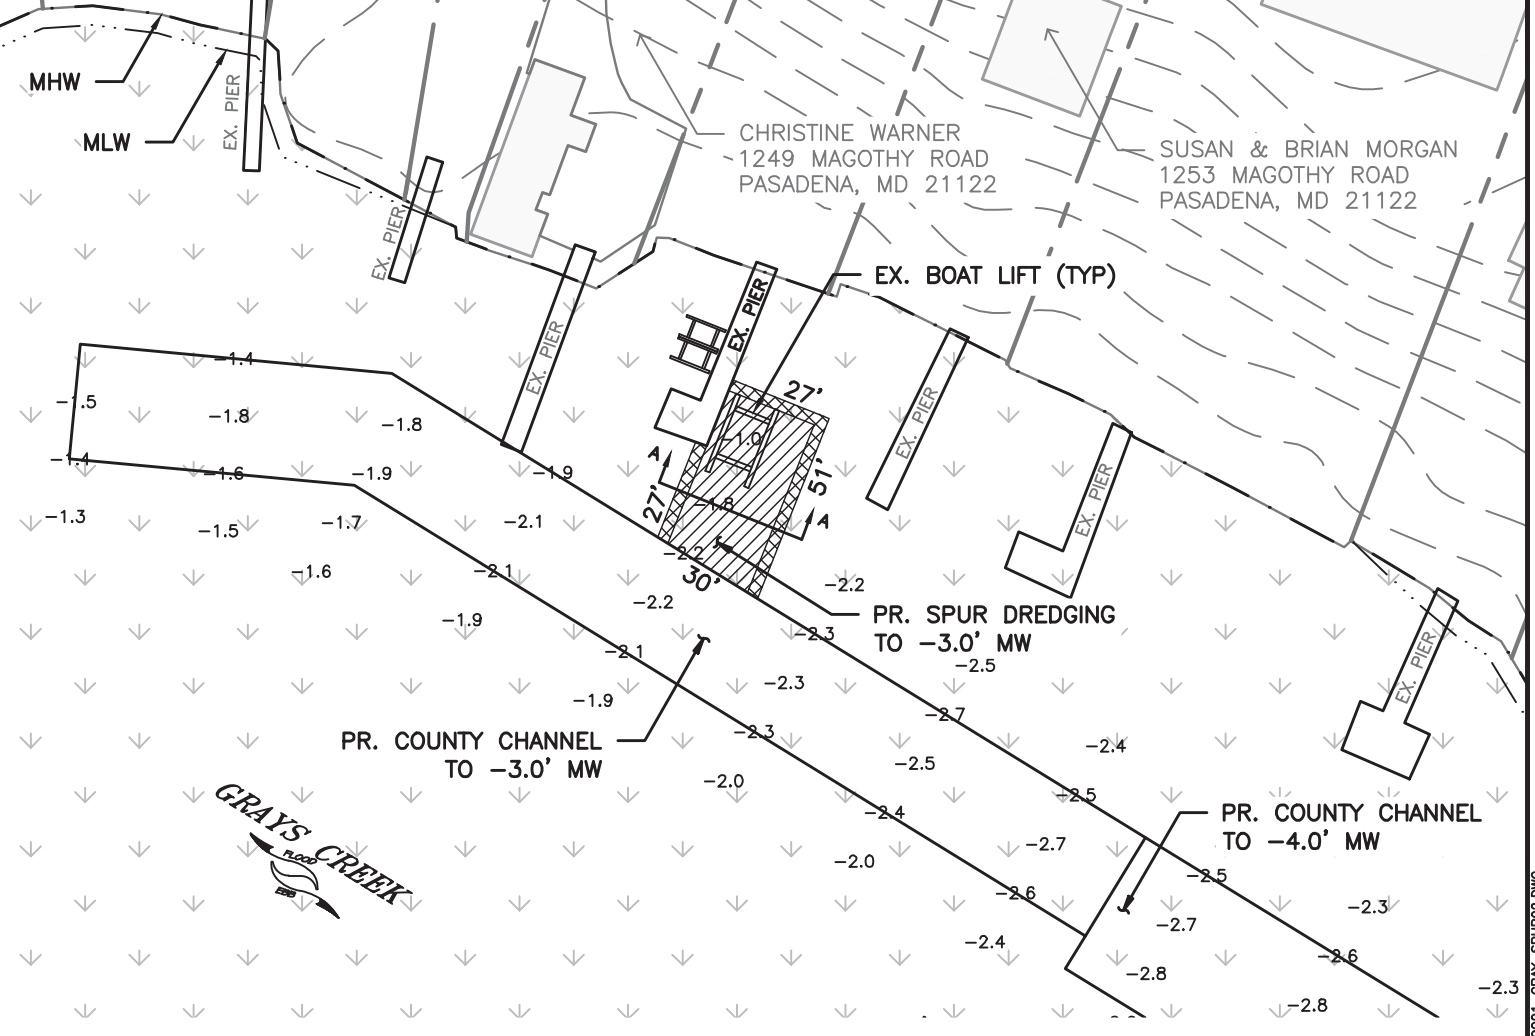 MHW
MLW
EX. PIER
EX. PIER
EX. PIER
EX. PIER
EX. PIER
EX. PIER
EX. PIER
CHRISTINE WARNER
1249 MAGOTHY ROAD
PASADENA, MD 21122
SUSAN & BRIAN MORGAN
1253 MAGOTHY ROAD
PASADENA, MD 21122
EX. BOAT LIFT (TYP)
27'
51'
27'
30'
A
A
-1.0
-1.8
-2.2
-1.4
-1.5
-1.8
-1.8
-1.4
-1.6
-1.9
-1.9
-1.3
-1.5
-1.7
-2.1
-1.6
-2.1
-2.2
-2.2
-1.9
-2.1
-2.3
-2.5
-1.9
-2.3
-2.7
-2.3
-2.4
-2.0
-2.5
-2.5
-2.4
-2.7
-2.0
-2.6
-2.5
-2.4
-2.7
-2.3
-2.8
-2.6
-2.8
-2.3
PR. SPUR DREDGING
TO -3.0' MW
PR. COUNTY CHANNEL
TO -3.0' MW
PR. COUNTY CHANNEL
TO -4.0' MW
GRAYS CREEK
FLOOD
EBB